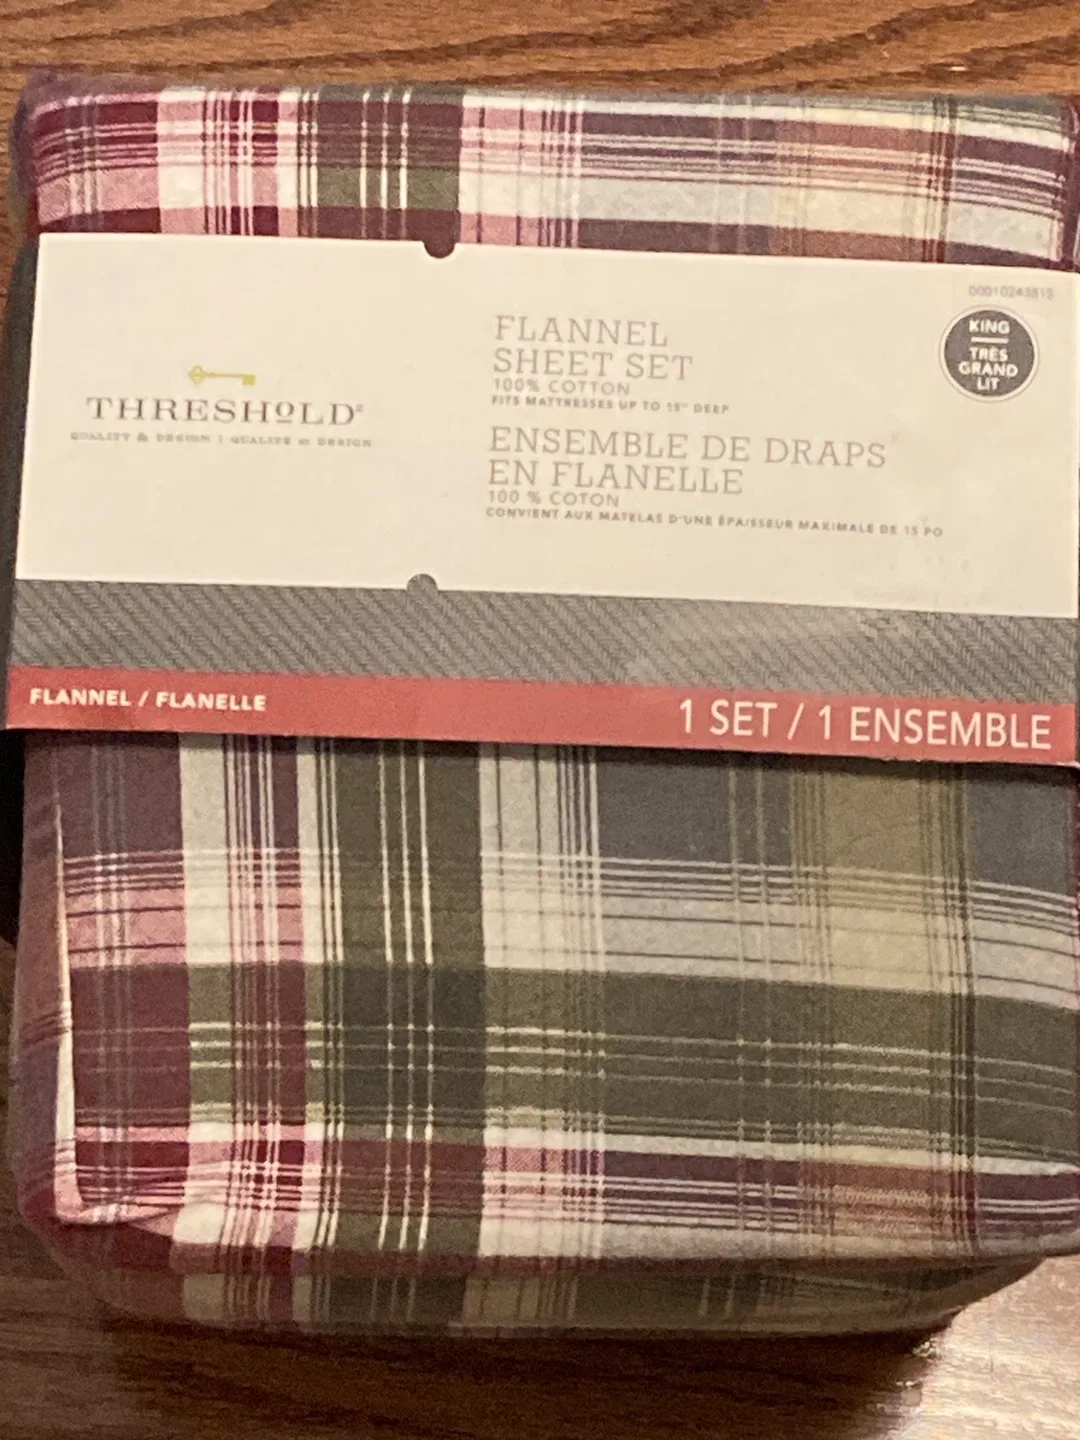 00010243815
KING
TRÈS
GRAND
LIT
FLANNEL
SHEET SET
100% COTTON
FITS MATTRESSES UP TO 15" DEEP
THRESHOLD
QUALITY & DESIGN | QUALITÉ et DESIGN
ENSEMBLE DE DRAPS
EN FLANELLE
100 % COTON
CONVIENT AUX MATELAS D'UNE ÉPAISSEUR MAXIMALE DE 15 PO
FLANNEL / FLANELLE
1 SET / 1 ENSEMBLE